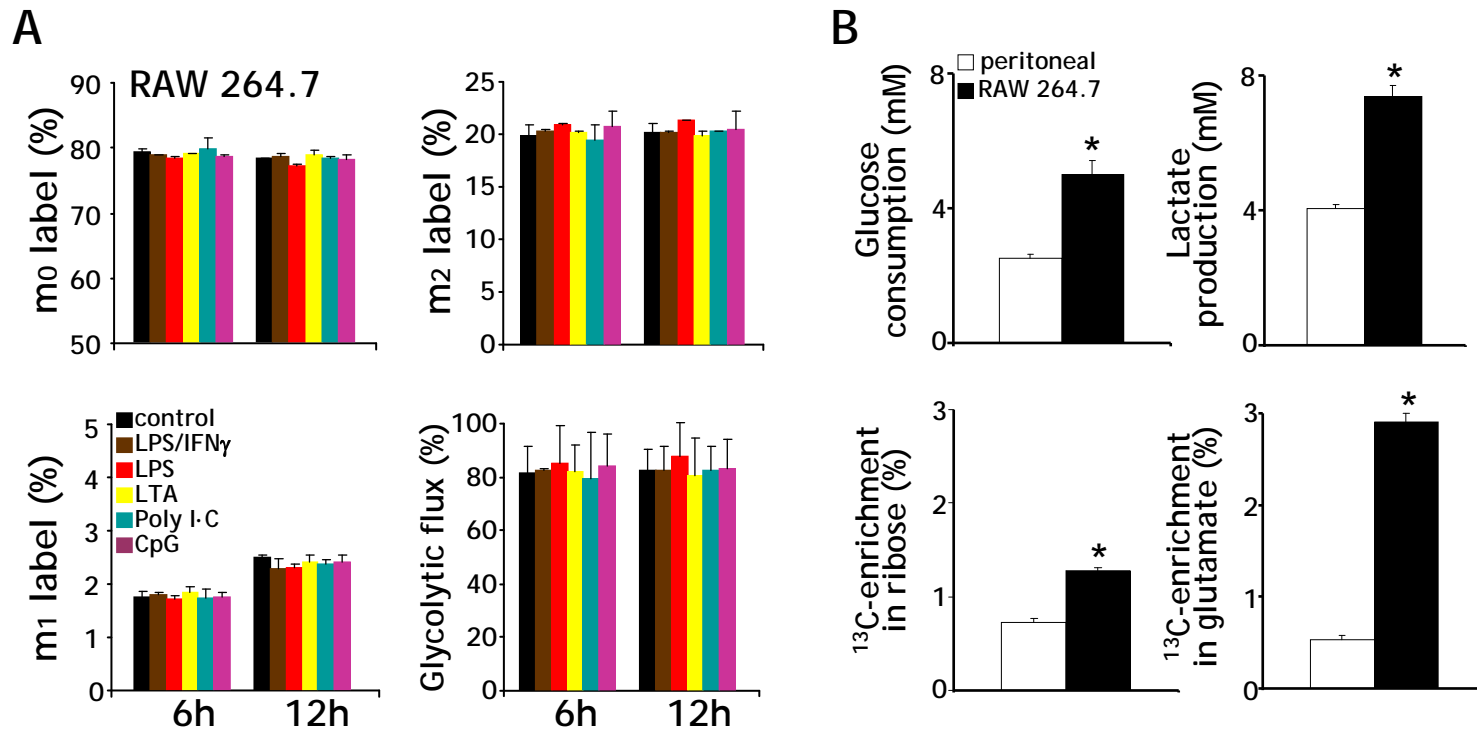 A
RAW 264.7
m0 label (%)
90
80
70
60
50
m2 label (%)
25
20
15
10
5
0
m1 label (%)
5
4
3
2
1
0
control
LPS/IFNγ
LPS
LTA
Poly I·C
CpG
6h
12h
Glycolytic flux (%)
100
80
60
40
20
0
6h
12h
B
peritoneal
RAW 264.7
Glucose
consumption (mM)
8
4
0
*
Lactate
production (mM)
8
4
0
*
¹³C-enrichment
in ribose (%)
3
2
1
0
*
¹³C-enrichment
in glutamate (%)
3
2
1
0
*